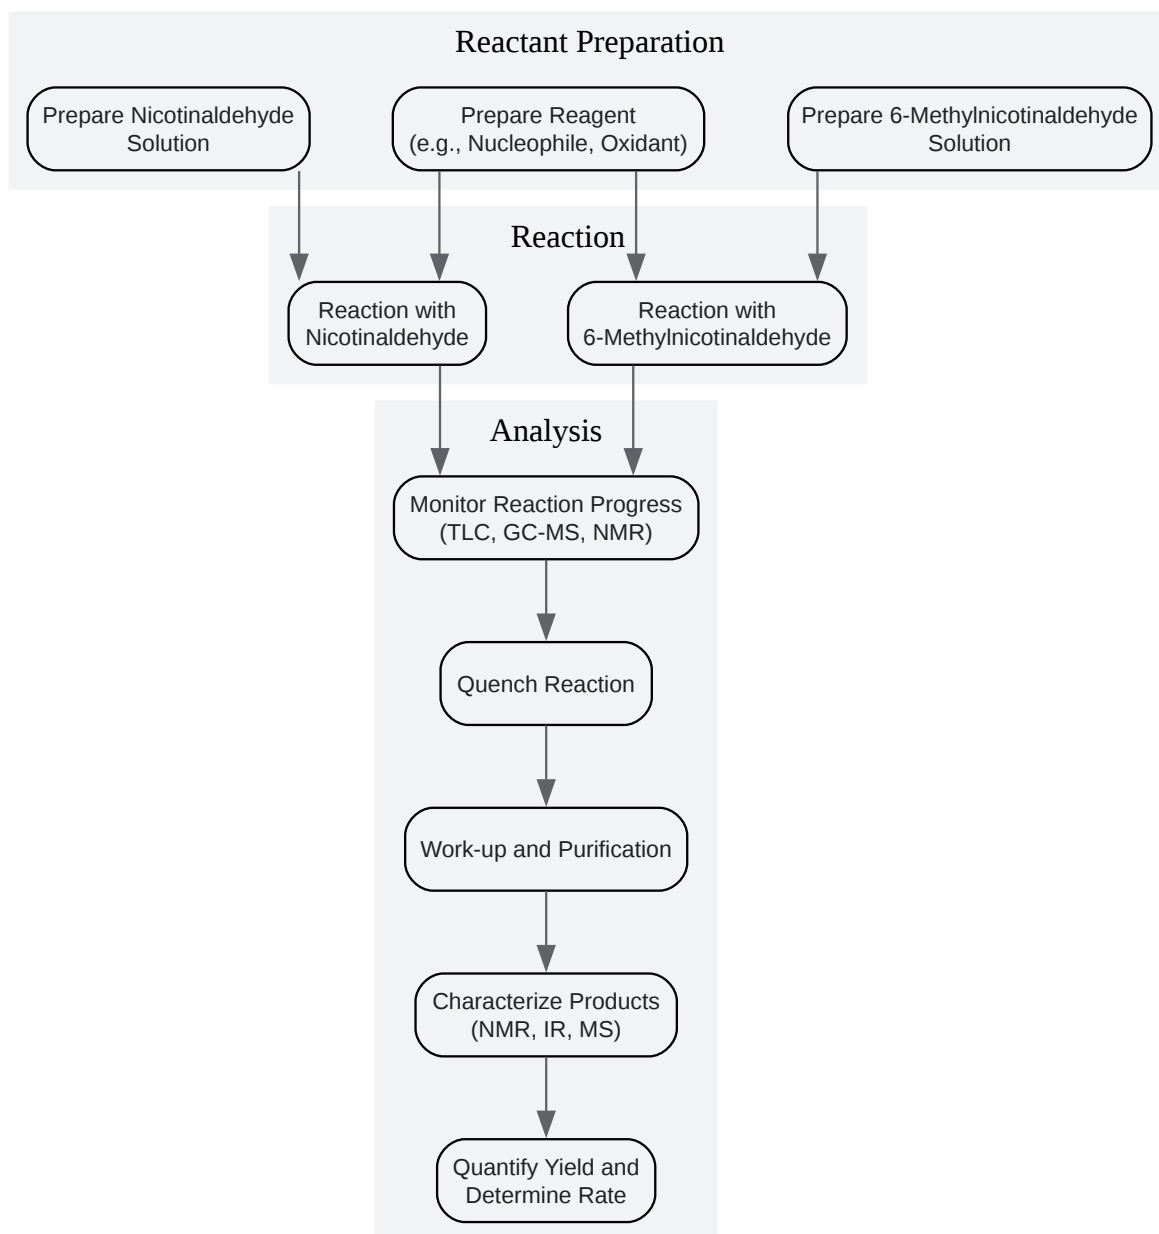 Reactant Preparation
Prepare Nicotinaldehyde
Solution
Prepare Reagent
(e.g., Nucleophile, Oxidant)
Prepare 6-Methylnicotinaldehyde
Solution
Reaction
Reaction with
Nicotinaldehyde
Reaction with
6-Methylnicotinaldehyde
Analysis
Monitor Reaction Progress
(TLC, GC-MS, NMR)
Quench Reaction
Work-up and Purification
Characterize Products
(NMR, IR, MS)
Quantify Yield and
Determine Rate